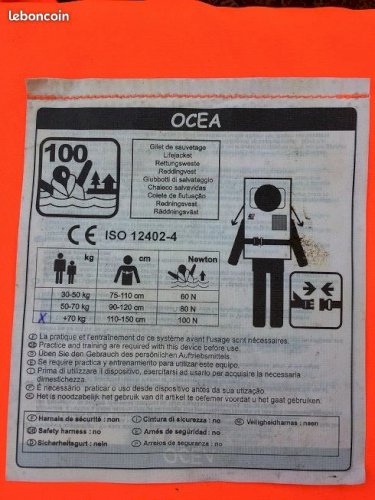 leboncoin
OCEA
100
Gilet de sauvetage
Lifejacket
Rettungsweste
Reddingvest
Giubbotti di salvataggio
Chaleco salvavidas
Colete de flutuação
Redningsvest
Räddningsväst
CE ISO 12402-4
kg cm Newton
30-50 kg 75-110 cm 60 N
50-70 kg 90-120 cm 80 N
X +70 kg 110-150 cm 100 N
La pratique et l'entraînement de ce système avant l'usage sont nécessaires.
Practice and training are required with this device before use.
Üben Sie den Gebrauch des persönlichen Auftriebsmittels.
Se require practica y entrenamiento para utilizar este equipo.
Prima di utilizzare il dispositivo, esercitarsi ad usario per acquisire la necessaria
dimestichezza.
É necessário praticar o uso desde dispositivo antes da sua utização.
Het is noodzakelijk het gebruik van dit artikel te oefenen voordat u het gaat gebruiken.
Harnais de sécurité : non Cintura di sicurezza : no Veiligheidharnas : neen
Safety harness : no Arnés de seguridad : no
Sicherheitsgurt : nein Arreios de segurança : no